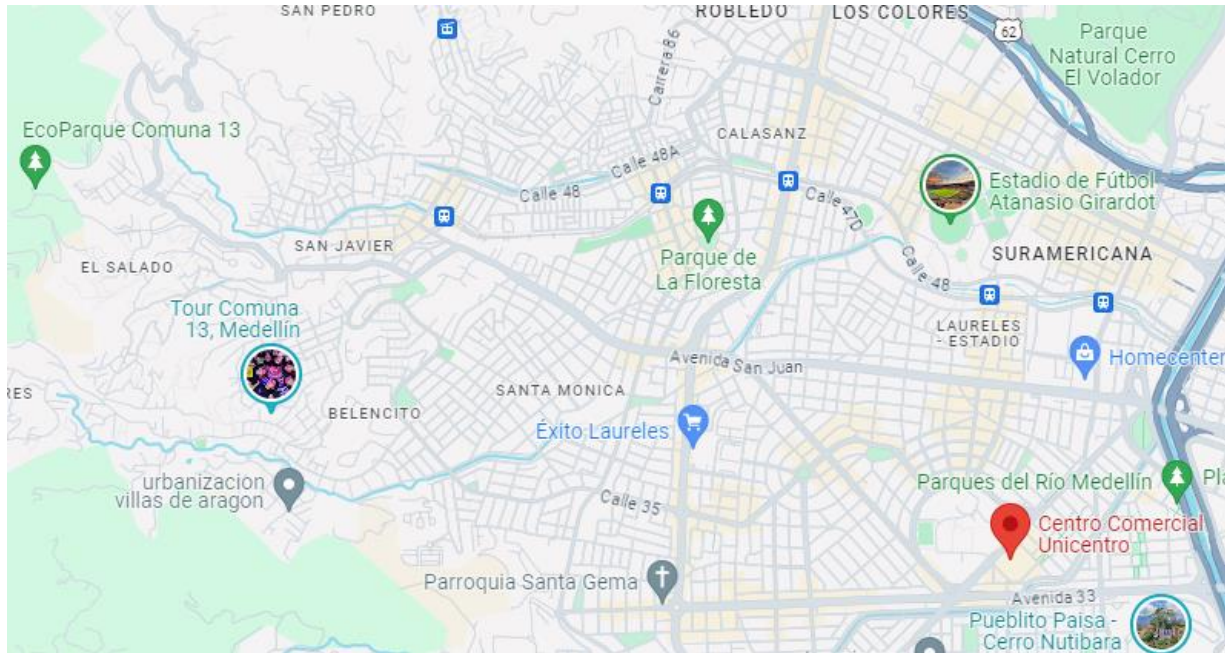 SAN PEDRO
ROBLEDO
LOS COLORES
62
Parque
Natural Cerro
El Volador
Carrera 86
EcoParque Comuna 13
CALASANZ
Calle 48A
Calle 48
Calle 47D
Estadio de Fútbol
Atanasio Girardot
SAN JAVIER
Parque de
La Floresta
SURAMERICANA
EL SALADO
Calle 48
Tour Comuna
13, Medellín
LAURELES
- ESTADIO
Avenida San Juan
Homecenter
RES
SANTA MONICA
BELENCITO
Éxito Laureles
urbanizacion
villas de aragon
Parques del Río Medellín
Calle 35
Centro Comercial
Unicentro
Parroquia Santa Gema
Avenida 33
Pueblito Paisa -
Cerro Nutibara